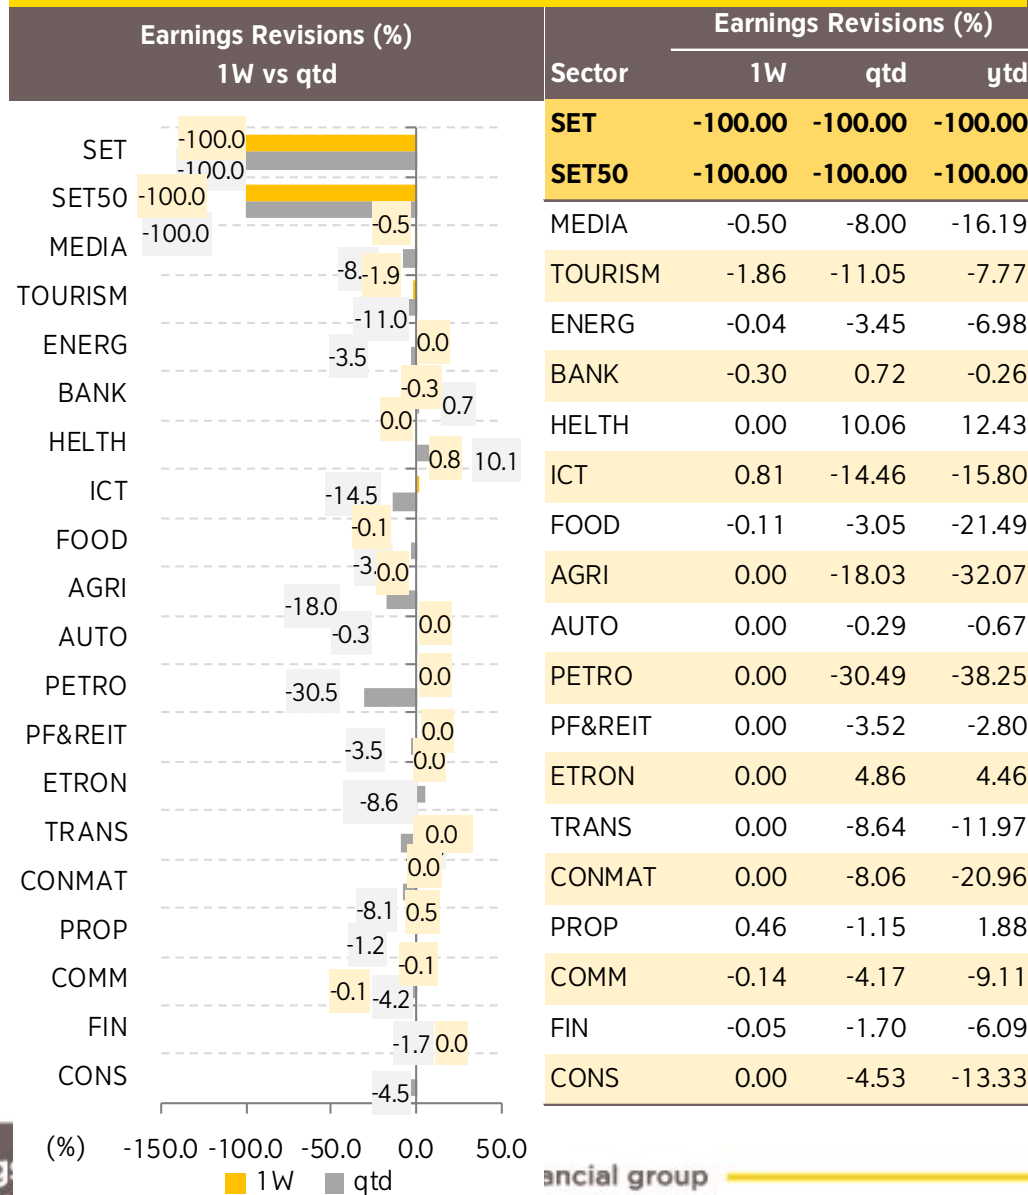 Earnings Revisions (%)
1W vs qtd
SET
SET50
MEDIA
TOURISM
ENERG
BANK
HELTH
ICT
FOOD
AGRI
AUTO
PETRO
PF&REIT
ETRON
TRANS
CONMAT
PROP
COMM
FIN
CONS
-100.0
-100.0
-100.0
-100.0
-0.5
-8.
-1.9
-11.0
0.0
-3.5
-0.3
0.7
0.0
0.8
10.1
-14.5
-0.1
-3.
0.0
-18.0
0.0
-0.3
0.0
-30.5
0.0
-3.5
0.0
-8.6
0.0
0.0
-8.1
0.5
-1.2
-0.1
-0.1
-4.2
-1.7
0.0
-4.5
(%)
-150.0 -100.0 -50.0 0.0 50.0
1W qtd
Earnings Revisions (%)
Sector 1W qtd ytd
SET -100.00 -100.00 -100.00
SET50 -100.00 -100.00 -100.00
MEDIA -0.50 -8.00 -16.19
TOURISM -1.86 -11.05 -7.77
ENERG -0.04 -3.45 -6.98
BANK -0.30 0.72 -0.26
HELTH 0.00 10.06 12.43
ICT 0.81 -14.46 -15.80
FOOD -0.11 -3.05 -21.49
AGRI 0.00 -18.03 -32.07
AUTO 0.00 -0.29 -0.67
PETRO 0.00 -30.49 -38.25
PF&REIT 0.00 -3.52 -2.80
ETRON 0.00 4.86 4.46
TRANS 0.00 -8.64 -11.97
CONMAT 0.00 -8.06 -20.96
PROP 0.46 -1.15 1.88
COMM -0.14 -4.17 -9.11
FIN -0.05 -1.70 -6.09
CONS 0.00 -4.53 -13.33
ancial group